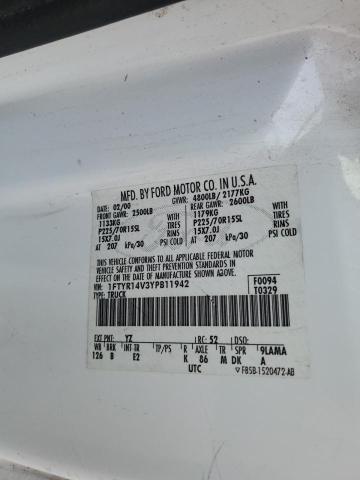 MFD. BY FORD MOTOR CO. IN U.S.A.
DATE: 02/00 GVWR: 4800LB/ 2177KG
FRONT GAWR: 2500LB REAR GAWR: 2600LB
1133KG WITH 1179KG WITH
P225/70R15SL TIRES P225/70R15SL TIRES
15X7.0J RIMS 15X7.0J RIMS
AT 207 kPa/30 PSI COLD AT 207 kPa/30 PSI COLD
THIS VEHICLE CONFORMS TO ALL APPLICABLE FEDERAL MOTOR
VEHICLE SAFETY AND BUMPER STANDARDS AND THEFT PREVENTION STANDARDS IN
EFFECT ON THE DATE OF MANUFACTURE SHOWN ABOVE.
VIN: 1FTYR14V3YPB11942 F0094
TYPE: TRUCK T0329
EXT PNT: YZ RC: 52 DSO:
WB BRK INT TR TP/PS R AXLE TR SPR 9LAMA
126 B E2 K 86 M DK A
UTC
F85B-1520472-AB